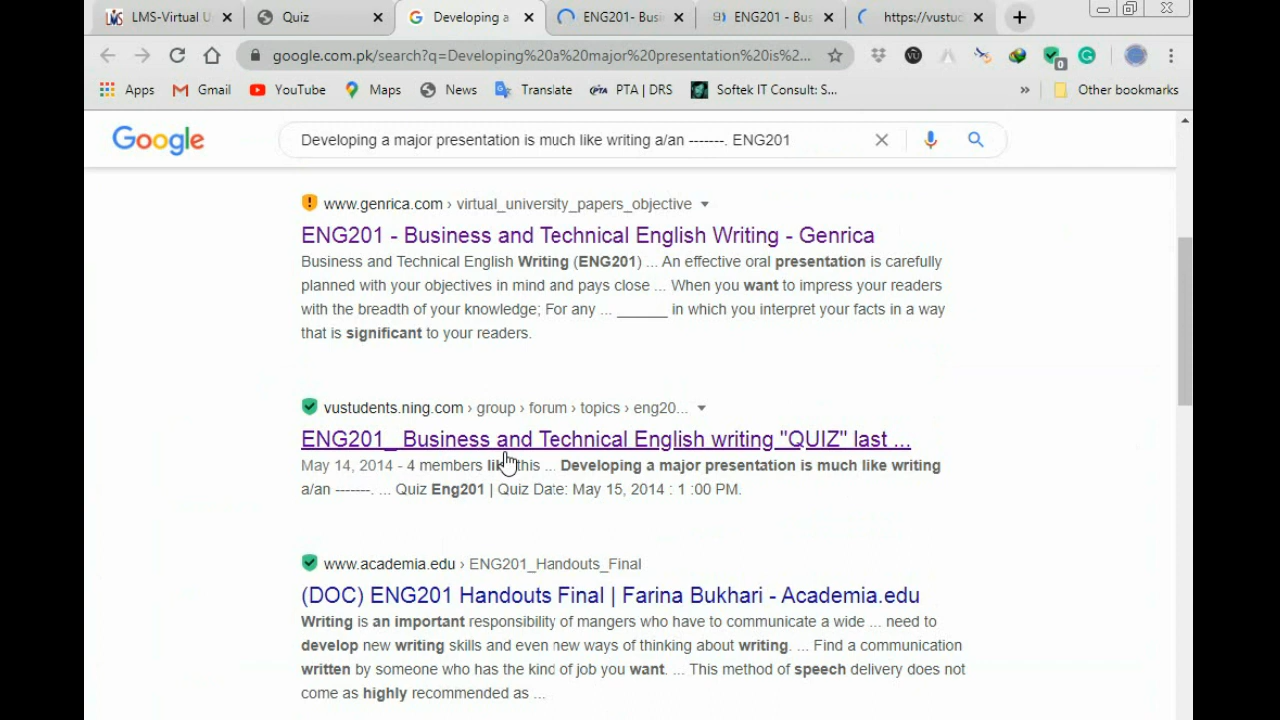 LMS-Virtual U
Quiz
Developing a
ENG201- Busi
ENG201 - Bus
https://vustuc
google.com.pk/search?q=Developing%20a%20major%20presentation%20is%2...
0
Apps
Gmail
YouTube
Maps
News
Translate
PTA | DRS
Softek IT Consult: S...
»
Other bookmarks
Google
Developing a major presentation is much like writing a/an -------. ENG201
www.genrica.com › virtual_university_papers_objective
ENG201 - Business and Technical English Writing - Genrica
Business and Technical English Writing (ENG201) ... An effective oral presentation is carefully
planned with your objectives in mind and pays close ... When you want to impress your readers
with the breadth of your knowledge; For any ... ______ in which you interpret your facts in a way
that is significant to your readers.
vustudents.ning.com › group › forum › topics › eng20...
ENG201_ Business and Technical English writing "QUIZ" last ...
May 14, 2014 - 4 members like this ... Developing a major presentation is much like writing
a/an -------. ... Quiz Eng201 | Quiz Date: May 15, 2014 : 1 :00 PM.
www.academia.edu › ENG201_Handouts_Final
(DOC) ENG201 Handouts Final | Farina Bukhari - Academia.edu
Writing is an important responsibility of mangers who have to communicate a wide ... need to
develop new writing skills and even new ways of thinking about writing. ... Find a communication
written by someone who has the kind of job you want. ... This method of speech delivery does not
come as highly recommended as ...